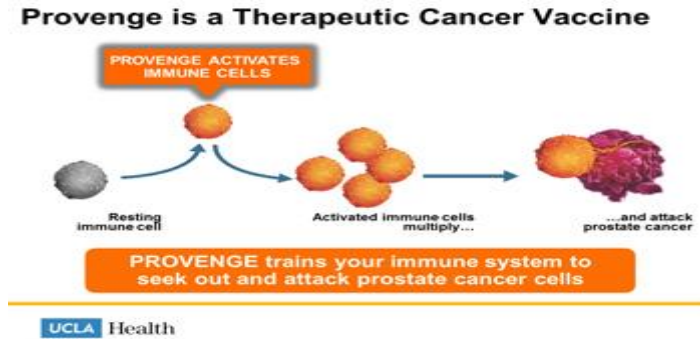 Provenge is a Therapeutic Cancer Vaccine
PROVENGE ACTIVATES
IMMUNE CELLS
Resting
immune cell
Activated immune cells
multiply...
...and attack
prostate cancer
PROVENGE trains your immune system to
seek out and attack prostate cancer cells
UCLA Health